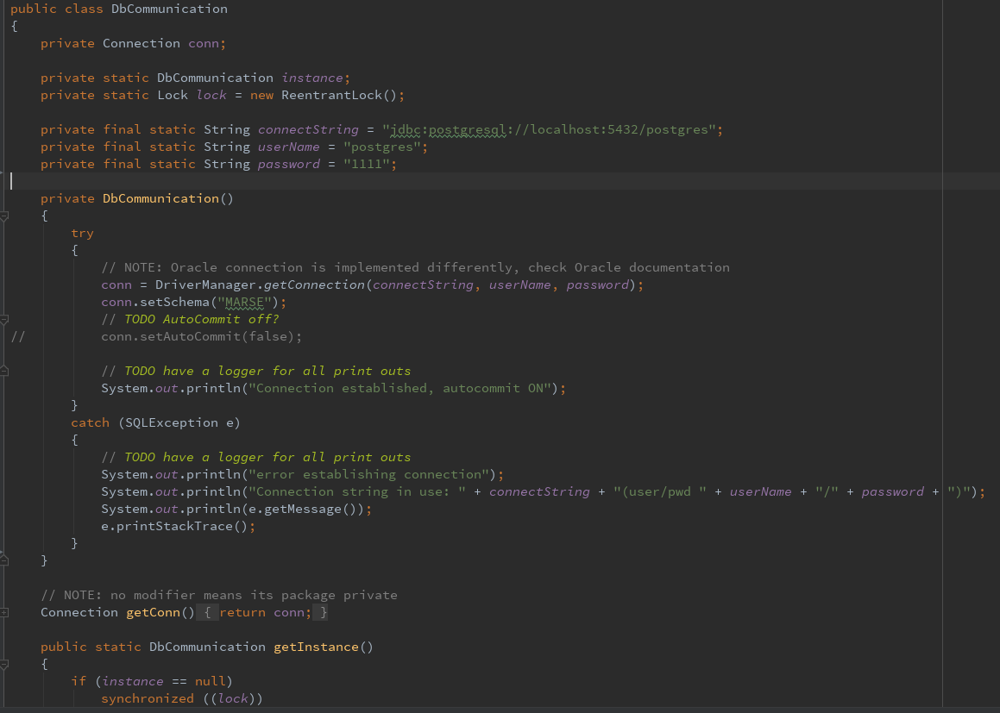 public class DbCommunication
{
    private Connection conn;

    private static DbCommunication instance;
    private static Lock lock = new ReentrantLock();

    private final static String connectString = "jdbc:postgresql://localhost:5432/postgres";
    private final static String userName = "postgres";
    private final static String password = "1111";

    private DbCommunication()
    {
        try
        {
            // NOTE: Oracle connection is implemented differently, check Oracle documentation
            conn = DriverManager.getConnection(connectString, userName, password);
            conn.setSchema("MARSE");
            // TODO AutoCommit off?
//          conn.setAutoCommit(false);

            // TODO have a logger for all print outs
            System.out.println("Connection established, autocommit ON");
        }
        catch (SQLException e)
        {
            // TODO have a logger for all print outs
            System.out.println("error establishing connection");
            System.out.println("Connection string in use: " + connectString + "(user/pwd " + userName + "/" + password + ")");
            System.out.println(e.getMessage());
            e.printStackTrace();
        }
    }

    // NOTE: no modifier means its package private
    Connection getConn() { return conn; }

    public static DbCommunication getInstance()
    {
        if (instance == null)
            synchronized ((lock))